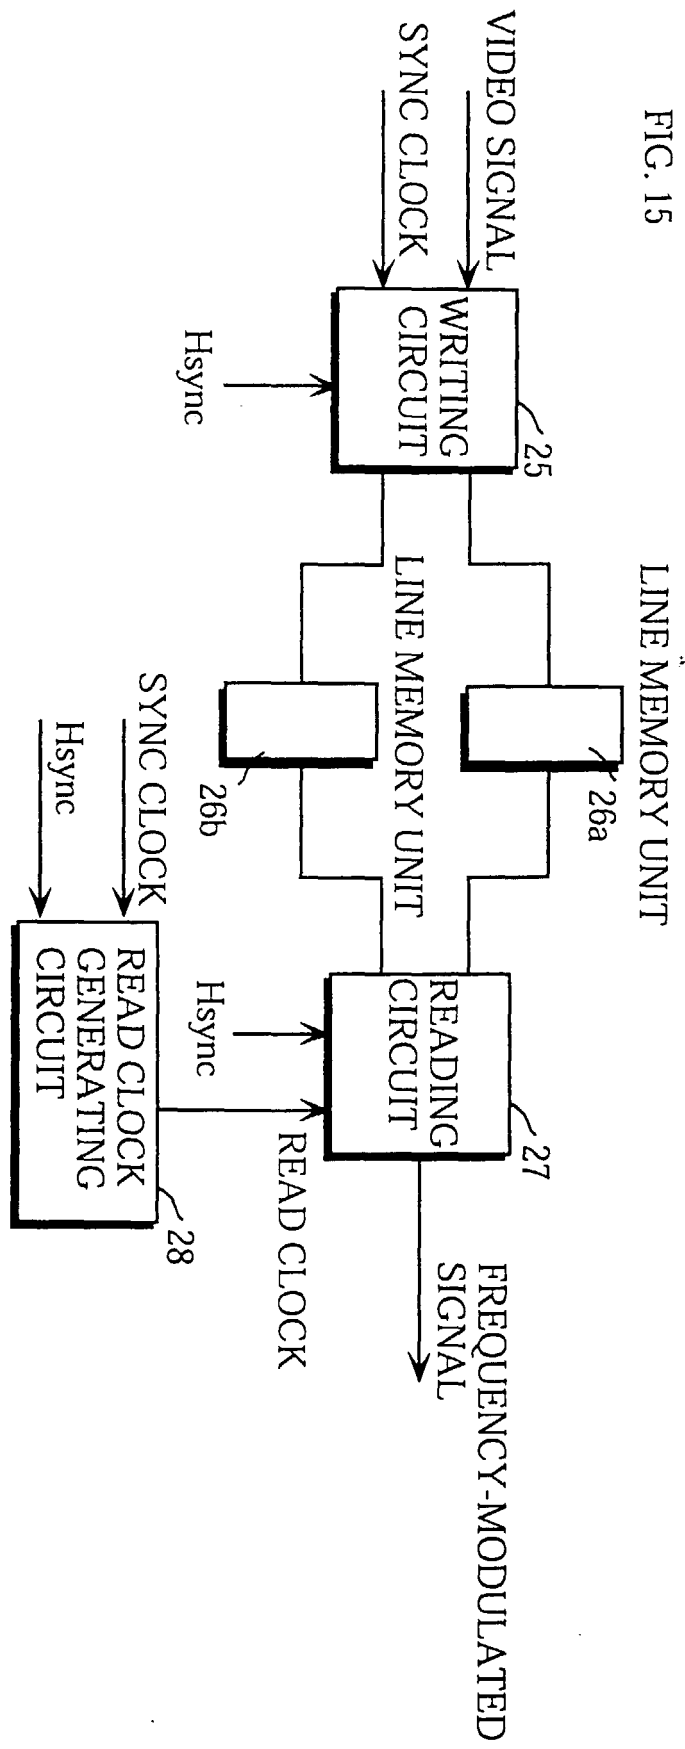 FIG. 15
LINE MEMORY UNIT
26a
VIDEO SIGNAL
SYNC CLOCK
WRITING
CIRCUIT
25
Hsync
LINE MEMORY UNIT
26b
READING
CIRCUIT
27
FREQUENCY-MODULATED
SIGNAL
Hsync
READ CLOCK
SYNC CLOCK
Hsync
READ CLOCK
GENERATING
CIRCUIT
28